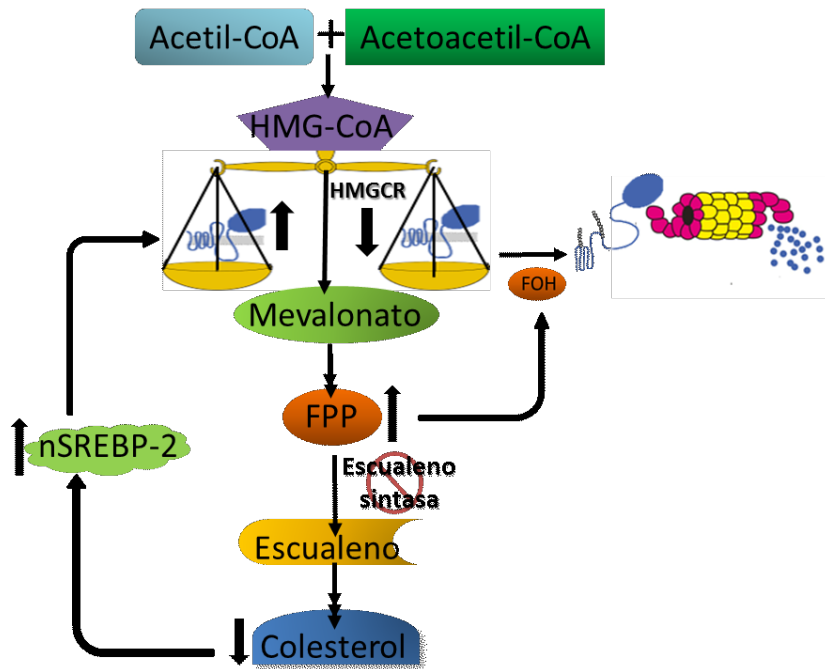 Acetil-CoA + Acetoacetil-CoA
HMG-CoA
HMGCR
FOH
Mevalonato
FPP
nSREBP-2
Escualeno
sintasa
Escualeno
Colesterol